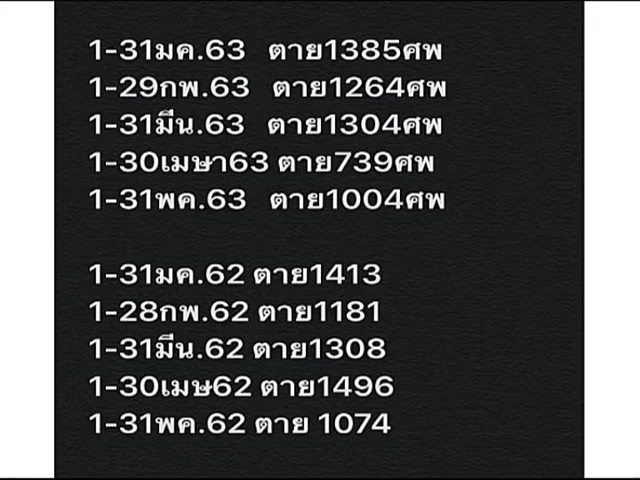 1-31มค.63 ตาย1385ศพ
1-29กพ.63 ตาย1264ศพ
1-31มีน.63 ตาย1304ศพ
1-30เมษา63 ตาย739ศพ
1-31พค.63 ตาย1004ศพ
1-31มค.62 ตาย1413
1-28กพ.62 ตาย1181
1-31มีน.62 ตาย1308
1-30เมษ62 ตาย1496
1-31พค.62 ตาย 1074